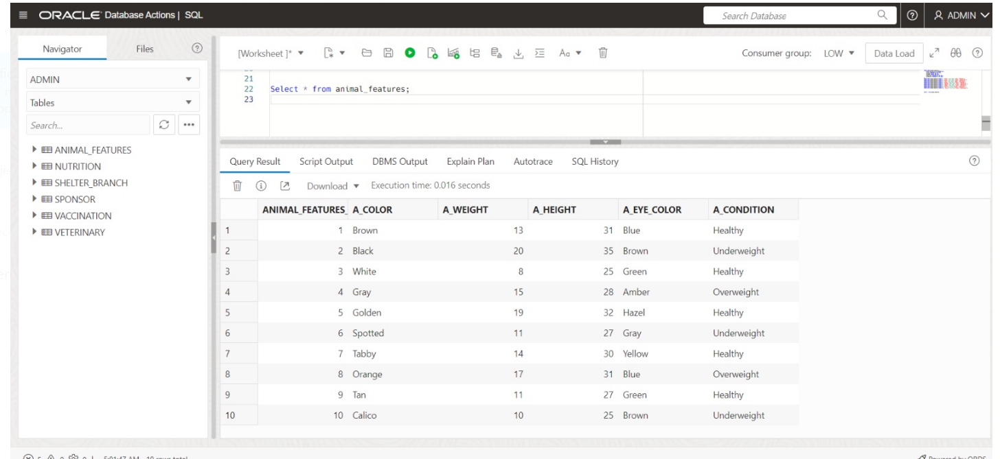 ORACLE Database Actions | SQL
Search Database
ADMIN
Navigator
Files
ADMIN
Tables
Search...
ANIMAL_FEATURES
NUTRITION
SHELTER_BRANCH
SPONSOR
VACCINATION
VETERINARY
[Worksheet ]*
Aa
Consumer group: LOW
Data Load
21
22 Select * from animal_features;
23
Query Result Script Output DBMS Output Explain Plan Autotrace SQL History
Download Execution time: 0.016 seconds
ANIMAL_FEATURES_ A_COLOR A_WEIGHT A_HEIGHT A_EYE_COLOR A_CONDITION
1 1 Brown 13 31 Blue Healthy
2 2 Black 20 35 Brown Underweight
3 3 White 8 25 Green Healthy
4 4 Gray 15 28 Amber Overweight
5 5 Golden 19 32 Hazel Healthy
6 6 Spotted 11 27 Gray Underweight
7 7 Tabby 14 30 Yellow Healthy
8 8 Orange 17 31 Blue Overweight
9 9 Tan 11 27 Green Healthy
10 10 Calico 10 25 Brown Underweight
5:01:47 AM - 10 rows total
Powered by ORDS